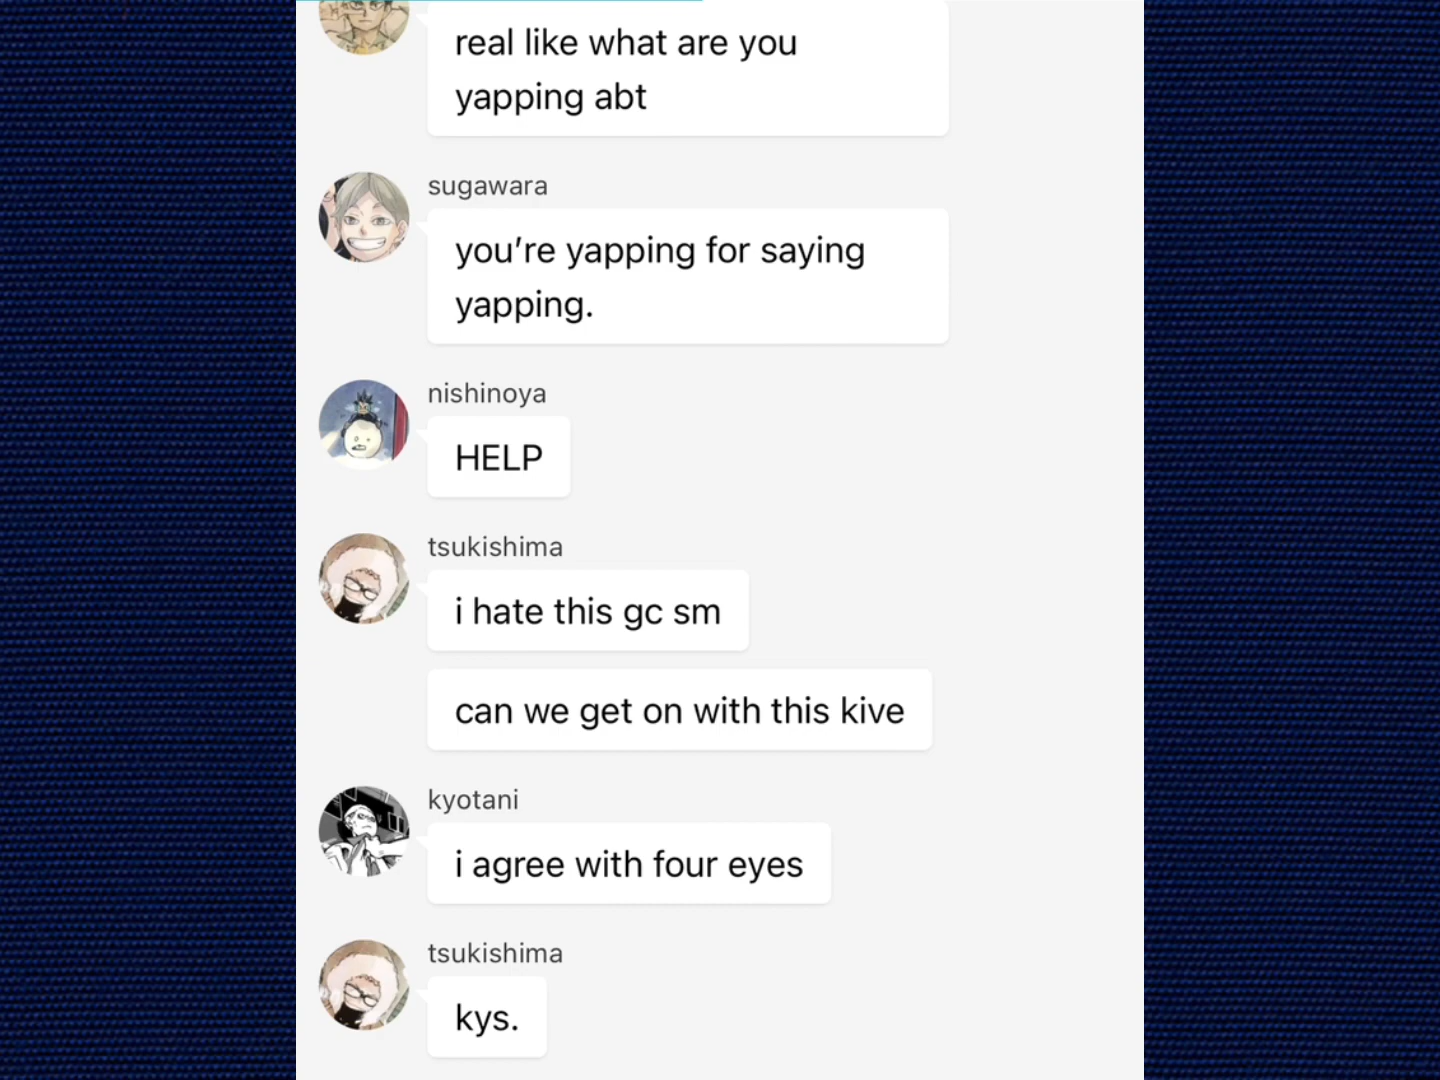 real like what are you
yapping abt
sugawara
you’re yapping for saying
yapping.
nishinoya
HELP
tsukishima
i hate this gc sm
can we get on with this kive
kyotani
i agree with four eyes
tsukishima
kys.